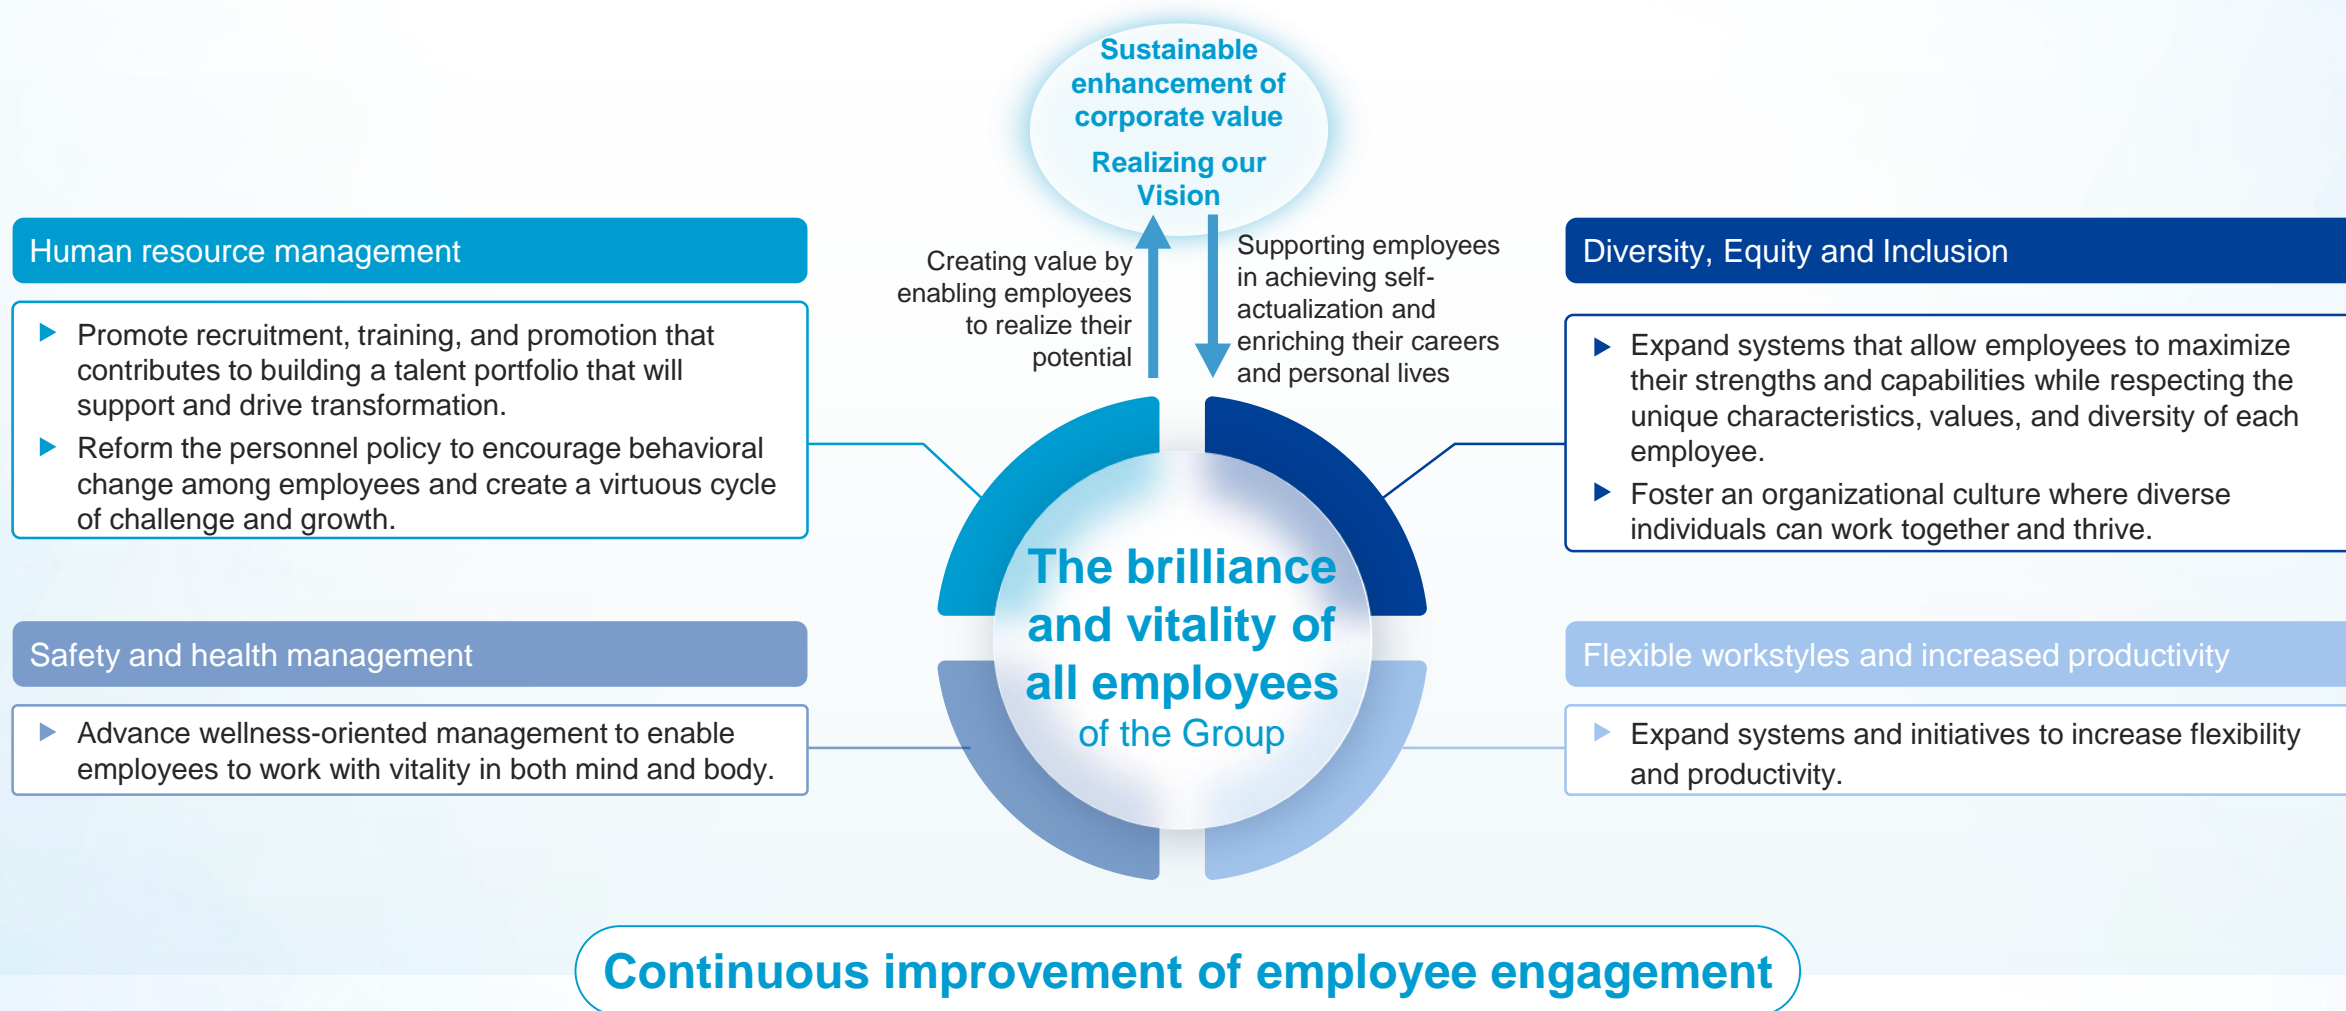 Sustainable
enhancement of
corporate value
Realizing our
Vision
Creating value by
enabling employees
to realize their
potential
Supporting employees
in achieving self-
actualization and
enriching their careers
and personal lives
Human resource management
Promote recruitment, training, and promotion that
contributes to building a talent portfolio that will
support and drive transformation.
Reform the personnel policy to encourage behavioral
change among employees and create a virtuous cycle
of challenge and growth.
Diversity, Equity and Inclusion
Expand systems that allow employees to maximize
their strengths and capabilities while respecting the
unique characteristics, values, and diversity of each
employee.
Foster an organizational culture where diverse
individuals can work together and thrive.
The brilliance
and vitality of
all employees
of the Group
Safety and health management
Advance wellness-oriented management to enable
employees to work with vitality in both mind and body.
Flexible workstyles and increased productivity
Expand systems and initiatives to increase flexibility
and productivity.
Continuous improvement of employee engagement